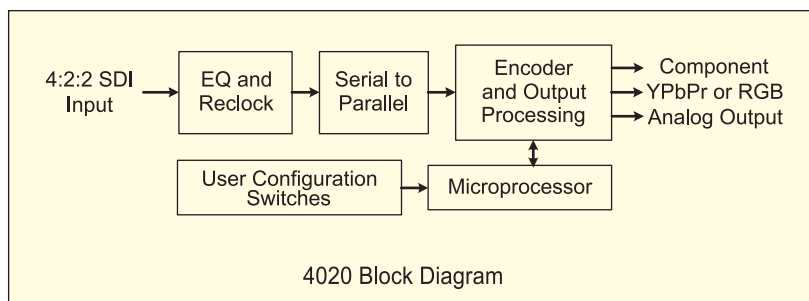 4:2:2 SDI
Input
EQ and
Reclock
Serial to
Parallel
Encoder
and Output
Processing
Component
YPbPr or RGB
Analog Output
User Configuration
Switches
Microprocessor
4020 Block Diagram